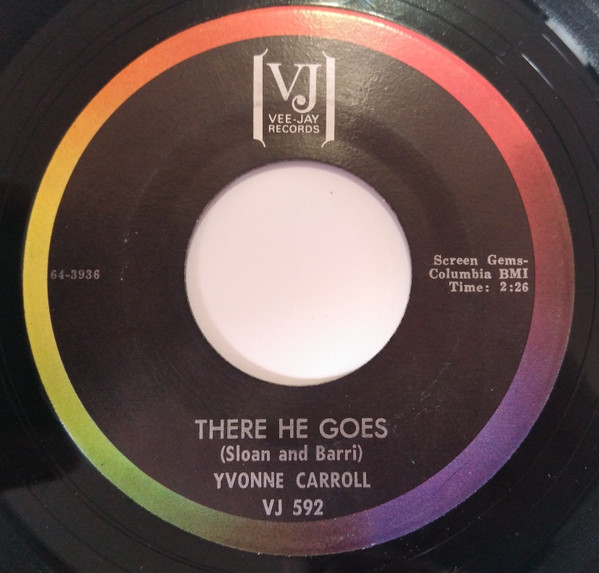 VJ
VEE-JAY
RECORDS
64-3936
Screen Gems-
Columbia BMI
Time: 2:26
THERE HE GOES
(Sloan and Barri)
YVONNE CARROLL
VJ 592